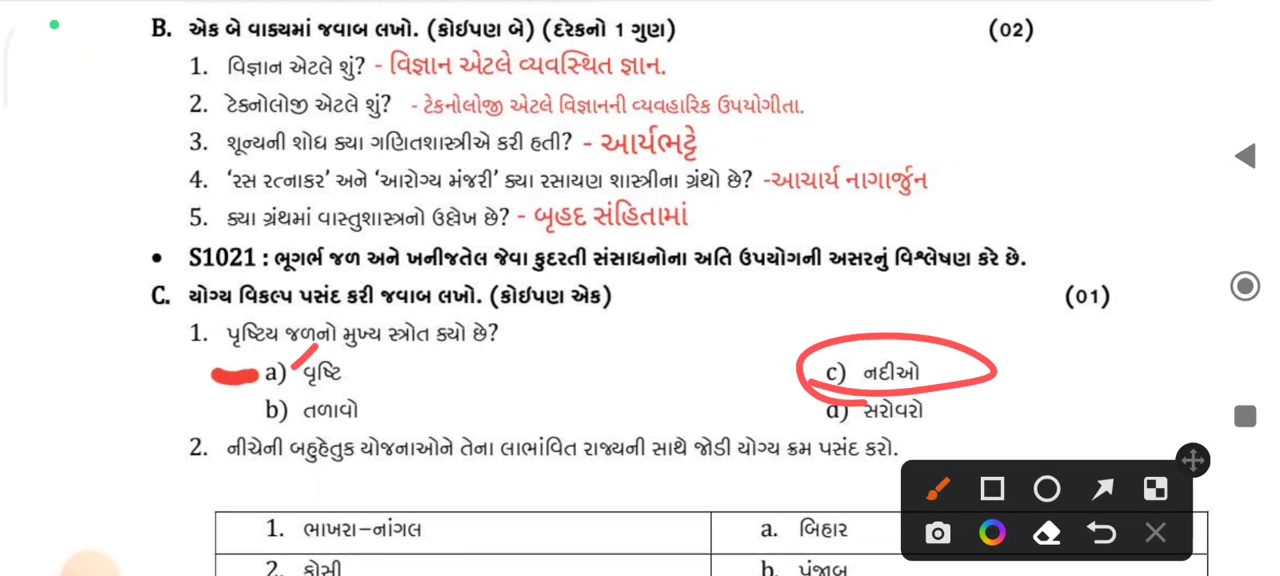 B. એક બે વાક્યમાં જવાબ લખો. (કોઈપણ બે) (દરેકનો 1 ગુણ) (02)
1. વિજ્ઞાન એટલે શું? - વિજ્ઞાન એટલે વ્યવસ્થિત જ્ઞાન.
2. ટેક્નોલોજી એટલે શું? - ટેકનોલોજી એટલે વિજ્ઞાનની વ્યવહારિક ઉપયોગીતા.
3. શૂન્યની શોધ ક્યા ગણિતશાસ્ત્રીએ કરી હતી? - આર્યભટ્ટે
4. ‘રસ રત્નાકર’ અને ‘આરોગ્ય મંજરી’ ક્યા રસાયણ શાસ્ત્રીના ગ્રંથો છે? -આચાર્ય નાગાર્જુન
5. ક્યા ગ્રંથમાં વાસ્તુશાસ્ત્રનો ઉલ્લેખ છે? - બૃહદ સંહિતામાં
• S1021 : ભૂગર્ભ જળ અને ખનીજતેલ જેવા કુદરતી સંસાધનોના અતિ ઉપયોગની અસરનું વિશ્લેષણ કરે છે.
C. યોગ્ય વિકલ્પ પસંદ કરી જવાબ લખો. (કોઈપણ એક) (01)
1. પૃષ્ટિય જળનો મુખ્ય સ્ત્રોત ક્યો છે?
a) વૃષ્ટિ c) નદીઓ
b) તળાવો d) સરોવરો
2. નીચેની બહુહેતુક યોજનાઓને તેના લાભાંવિત રાજ્યની સાથે જોડી યોગ્ય ક્રમ પસંદ કરો.
1. ભાખરા–નાંગલ a. બિહાર
2. કોસી b. પંજાબ